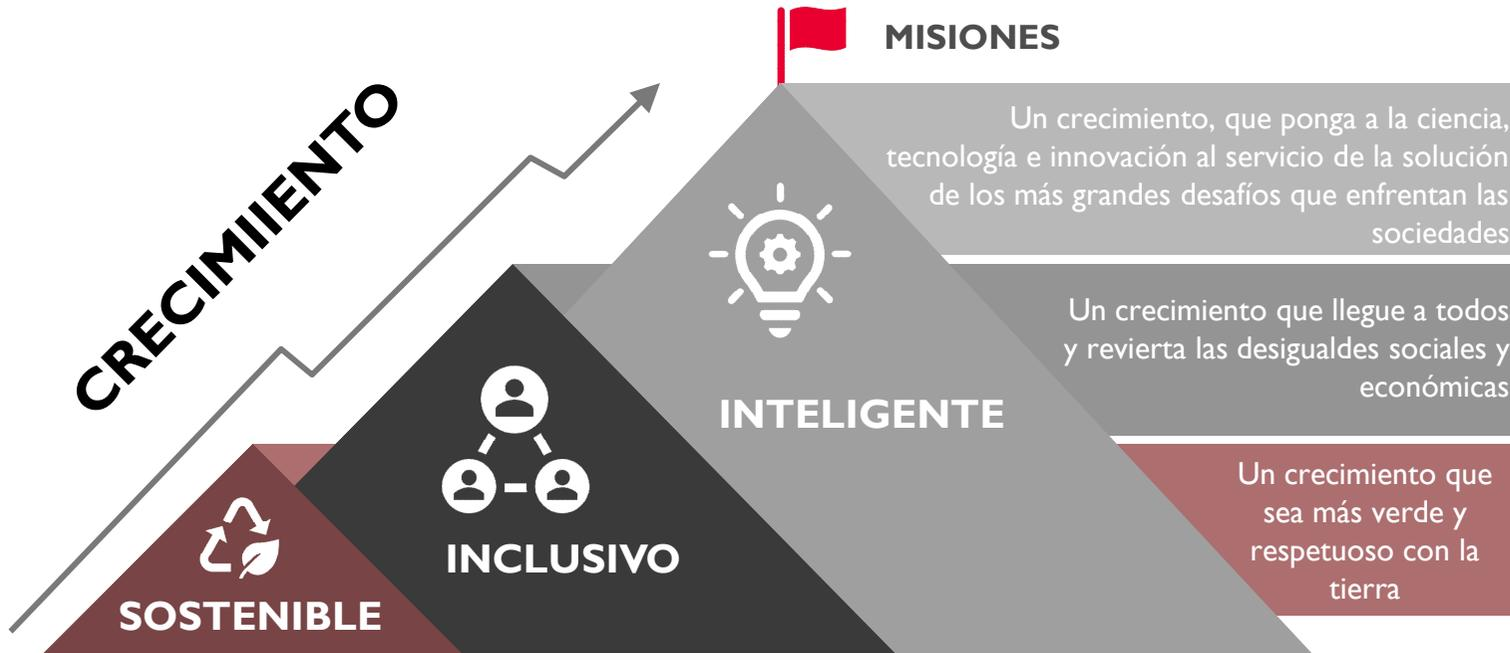 MISIONES
CRECIMIIENTO
Un crecimiento, que ponga a la ciencia,
tecnología e innovación al servicio de la solución
de los más grandes desafíos que enfrentan las
sociedades
Un crecimiento que llegue a todos
y revierta las desigualdes sociales y
económicas
INTELIGENTE
Un crecimiento que
sea más verde y
respetuoso con la
tierra
INCLUSIVO
SOSTENIBLE